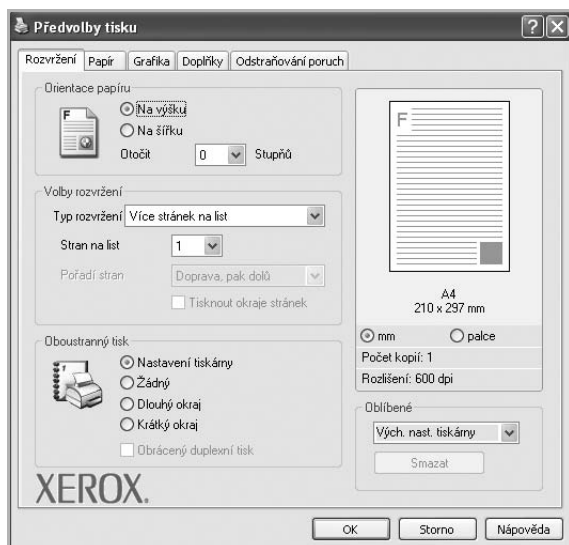 Předvolby tisku
Rozvržení Papír Grafika Doplňky Odstraňování poruch
Orientace papíru
F
Na výšku
Na šířku
Otočit 0 Stupňů
Volby rozvržení
Typ rozvržení Více stránek na list
Stran na list 1
Pořadí stran Doprava, pak dolů
Tisknout okraje stránek
Oboustranný tisk
Nastavení tiskárny
Žádný
Dlouhý okraj
Krátký okraj
Obrácený duplexní tisk
XEROX.
F
A4
210 x 297 mm
mm palce
Počet kopií: 1
Rozlišení: 600 dpi
Oblíbené
Vých. nast. tiskárny
Smazat
OK Storno Nápověda